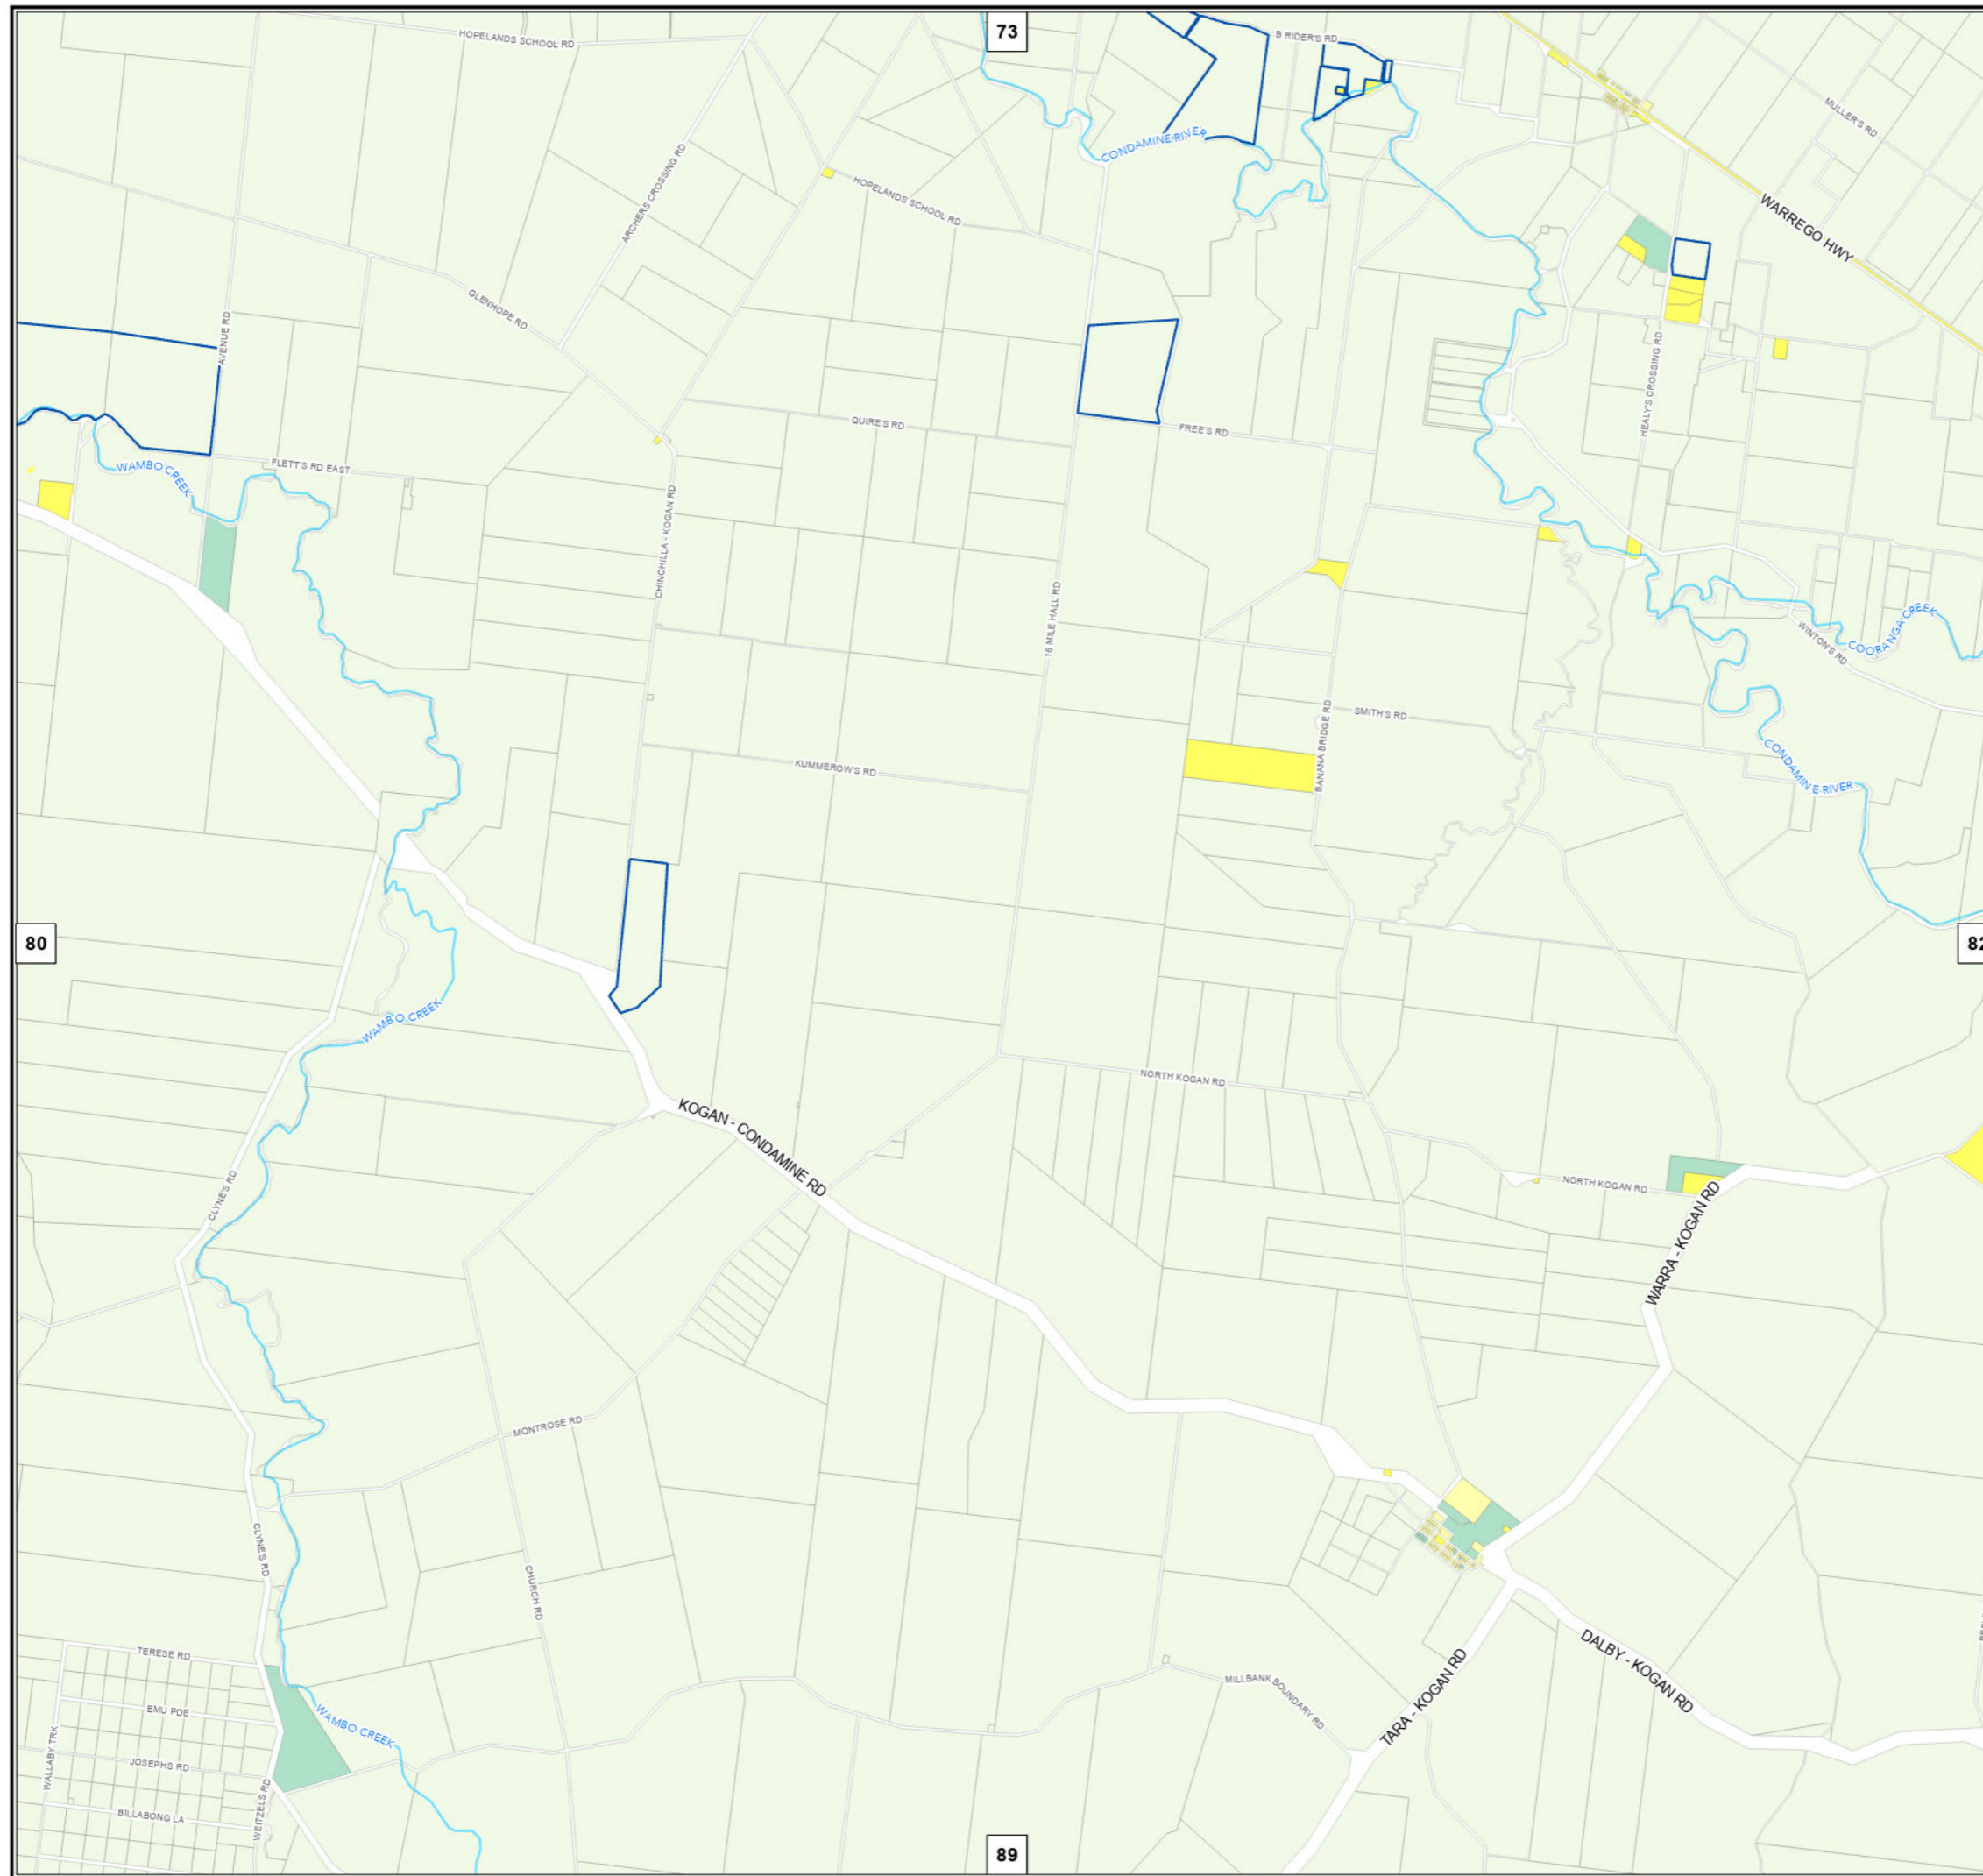 73
HOPELANDS SCHOOL RD
B RIDER'S RD
MULLER'S RD
CONDAMINE RIVER
ARCHERS CROSSING RD
HOPELANDS SCHOOL RD
WARREGO HWY
GLENHOPE RD
AVENUE RD
HEALY'S CROSSING RD
QUIRE'S RD
FREE'S RD
FLETT'S RD EAST
WAMBO CREEK
CHINCHILLA - KOGAN RD
16 MILE HALL RD
COORANGA CREEK
WINTON'S RD
SMITH'S RD
BANANA BRIDGE RD
CONDAMINE RIVER
KUMMEROW'S RD
80
82
WAMBO CREEK
NORTH KOGAN RD
KOGAN - CONDAMINE RD
NORTH KOGAN RD
CLYNE'S RD
WARRA - KOGAN RD
MONTROSE RD
CLYNE'S RD
CHURCH RD
TERESE RD
DALBY - KOGAN RD
TARA - KOGAN RD
MILLBANK BOUNDARY RD
EMU PDE
WAMBO CREEK
WALLABY TRK
JOSEPHS RD
WEITZELS RD
BILLABONG LA
89